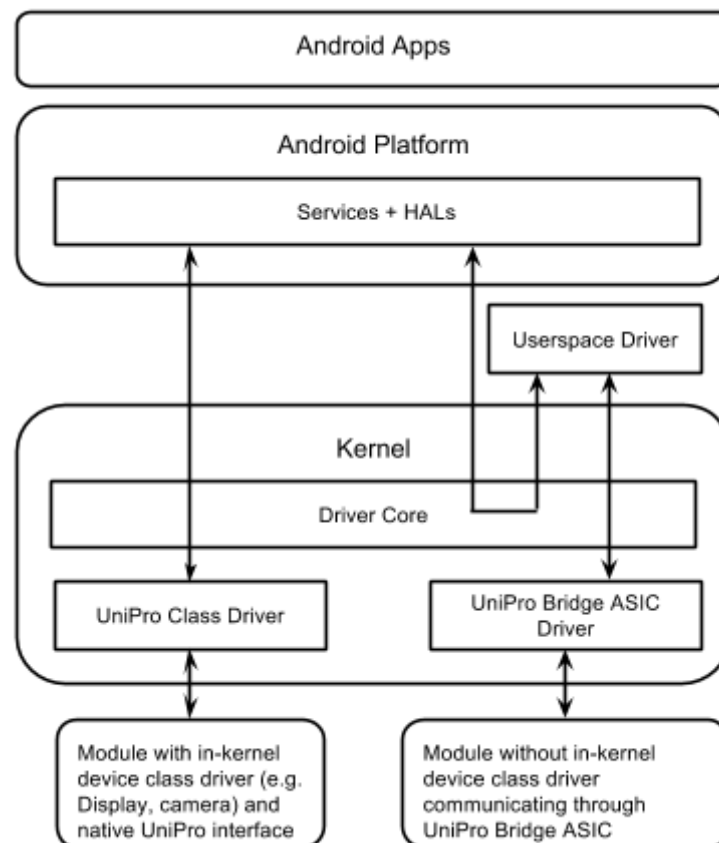 Android Apps
Android Platform
Services + HALs
Userspace Driver
Kernel
Driver Core
UniPro Class Driver
UniPro Bridge ASIC
Driver
Module with in-kernel
device class driver (e.g.
Display, camera) and
native UniPro interface
Module without in-kernel
device class driver
communicating through
UniPro Bridge ASIC